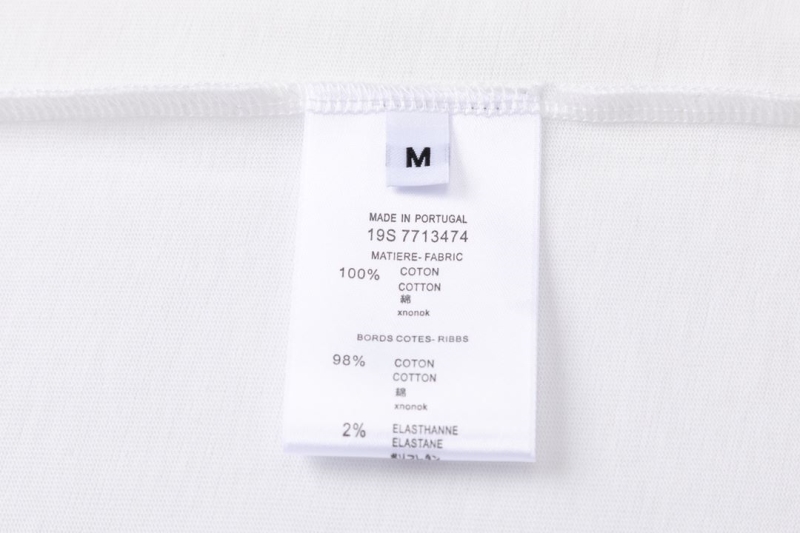 M
MADE IN PORTUGAL
19S 7713474
MATIERE- FABRIC
100% COTON
COTTON
綿
xnonok
BORDS COTES- RIBBS
98% COTON
COTTON
綿
xnonok
2% ELASTHANNE
ELASTANE